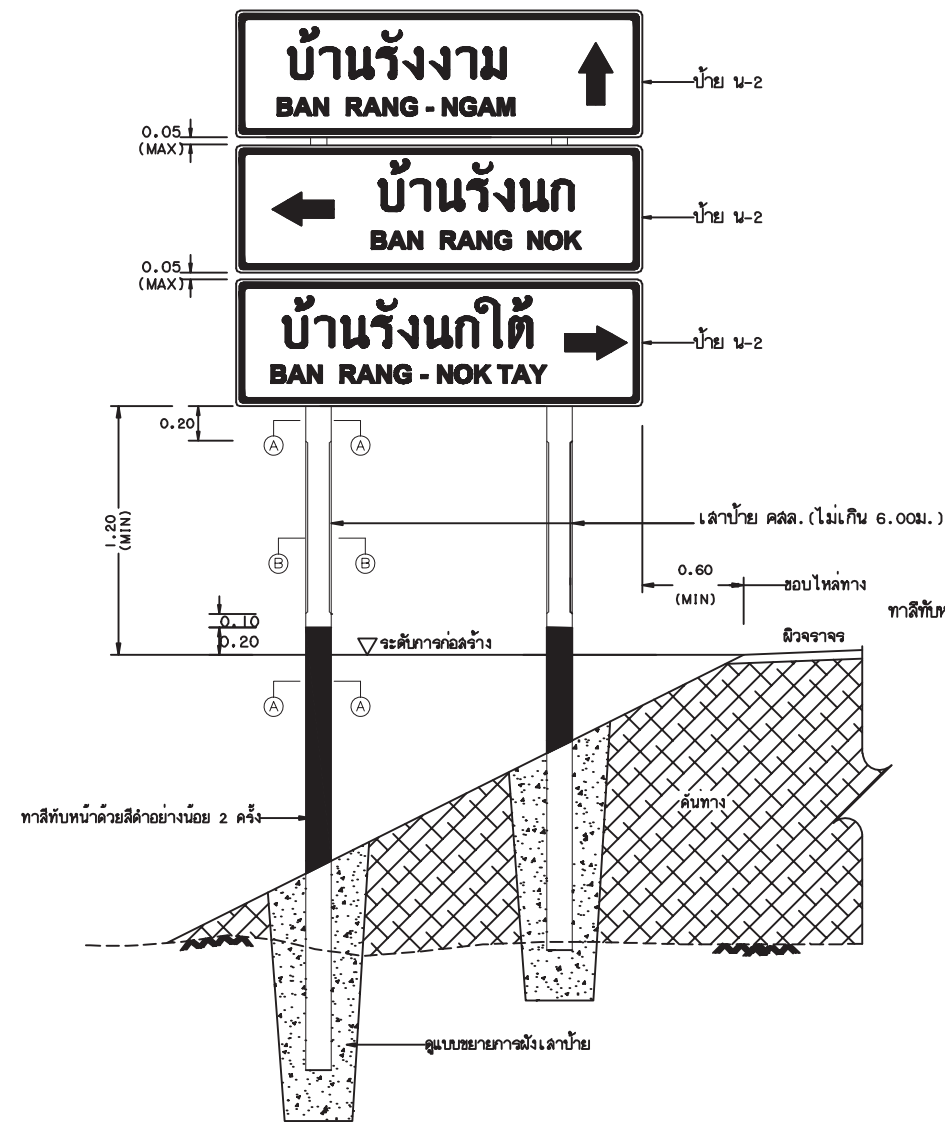 บ้านรังงาม
BAN RANG - NGAM
ป้าย น-2
0.05
(MAX)
บ้านรังนก
BAN RANG NOK
ป้าย น-2
0.05
(MAX)
บ้านรังนกใต้
BAN RANG - NOK TAY
ป้าย น-2
0.20
A
A
1.20
(MIN)
เสาป้าย คสล. (ไม่เกิน 6.00ม.)
B
B
0.60
(MIN)
ขอบไหล่ทาง
0.10
0.20
ทาสีทับห
ระดับการก่อสร้าง
ผิวจราจร
A
A
คันทาง
ทาสีทับหน้าด้วยสีดำอย่างน้อย 2 ครั้ง
ดูแบบขยายการฝังเสาป้าย